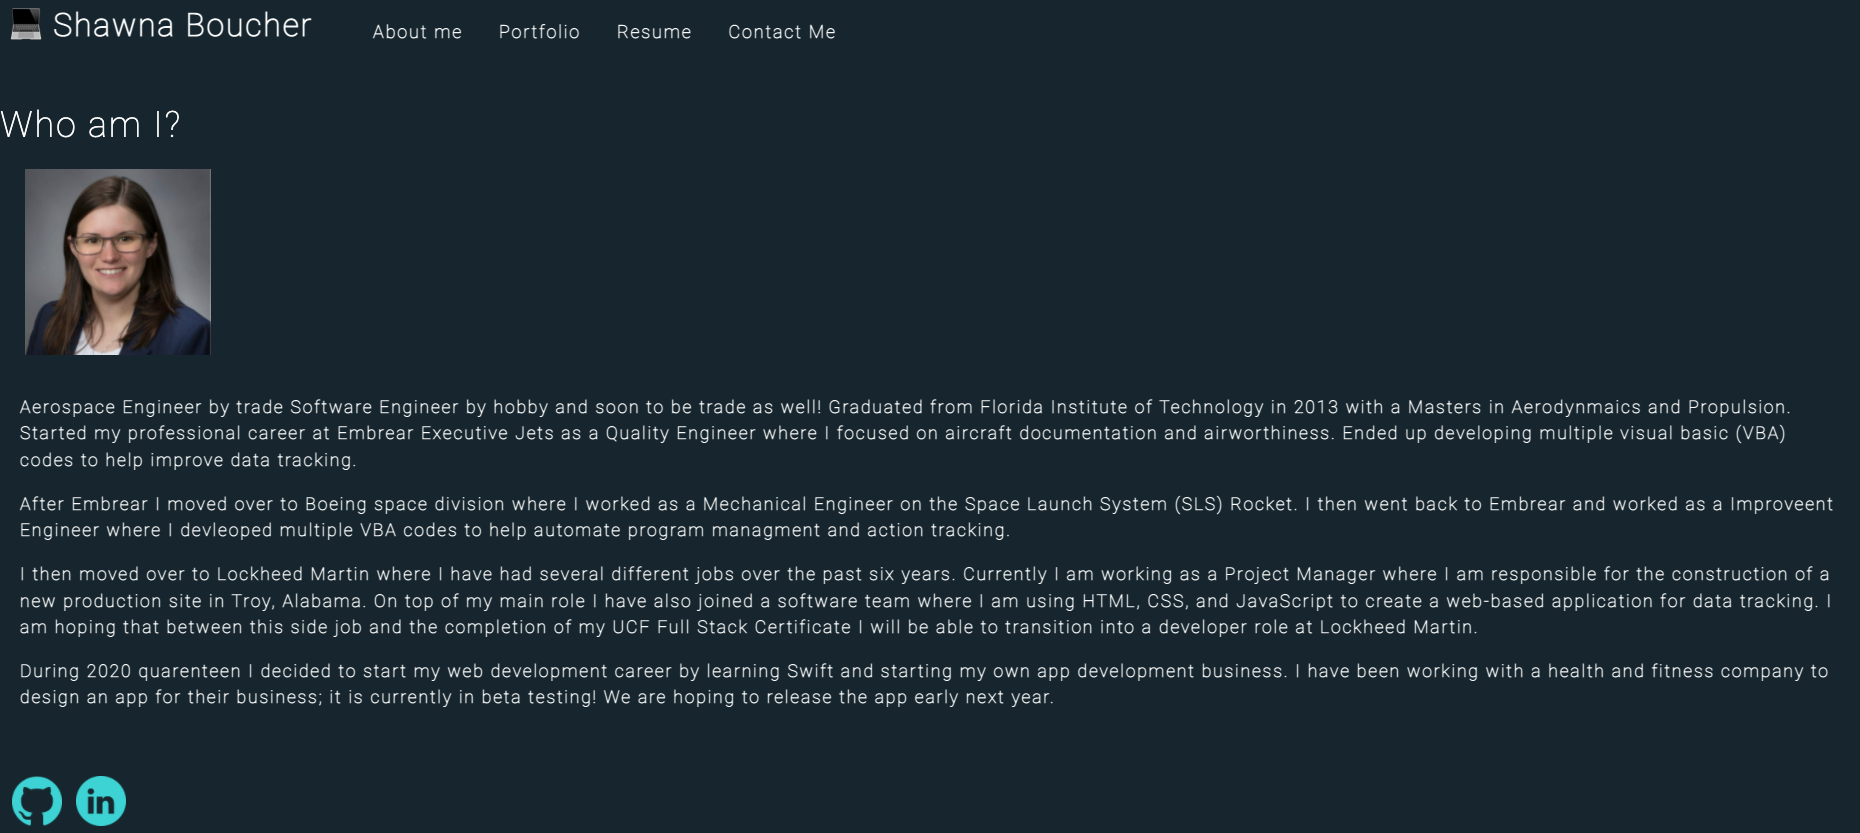 Shawna Boucher
About me Portfolio Resume Contact Me
Who am I?
Aerospace Engineer by trade Software Engineer by hobby and soon to be trade as well! Graduated from Florida Institute of Technology in 2013 with a Masters in Aerodynmaics and Propulsion.
Started my professional career at Embrear Executive Jets as a Quality Engineer where I focused on aircraft documentation and airworthiness. Ended up developing multiple visual basic (VBA)
codes to help improve data tracking.
After Embrear I moved over to Boeing space division where I worked as a Mechanical Engineer on the Space Launch System (SLS) Rocket. I then went back to Embrear and worked as a Improveent
Engineer where I devleoped multiple VBA codes to help automate program managment and action tracking.
I then moved over to Lockheed Martin where I have had several different jobs over the past six years. Currently I am working as a Project Manager where I am responsible for the construction of a
new production site in Troy, Alabama. On top of my main role I have also joined a software team where I am using HTML, CSS, and JavaScript to create a web-based application for data tracking. I
am hoping that between this side job and the completion of my UCF Full Stack Certificate I will be able to transition into a developer role at Lockheed Martin.
During 2020 quarenteen I decided to start my web development career by learning Swift and starting my own app development business. I have been working with a health and fitness company to
design an app for their business; it is currently in beta testing! We are hoping to release the app early next year.
in